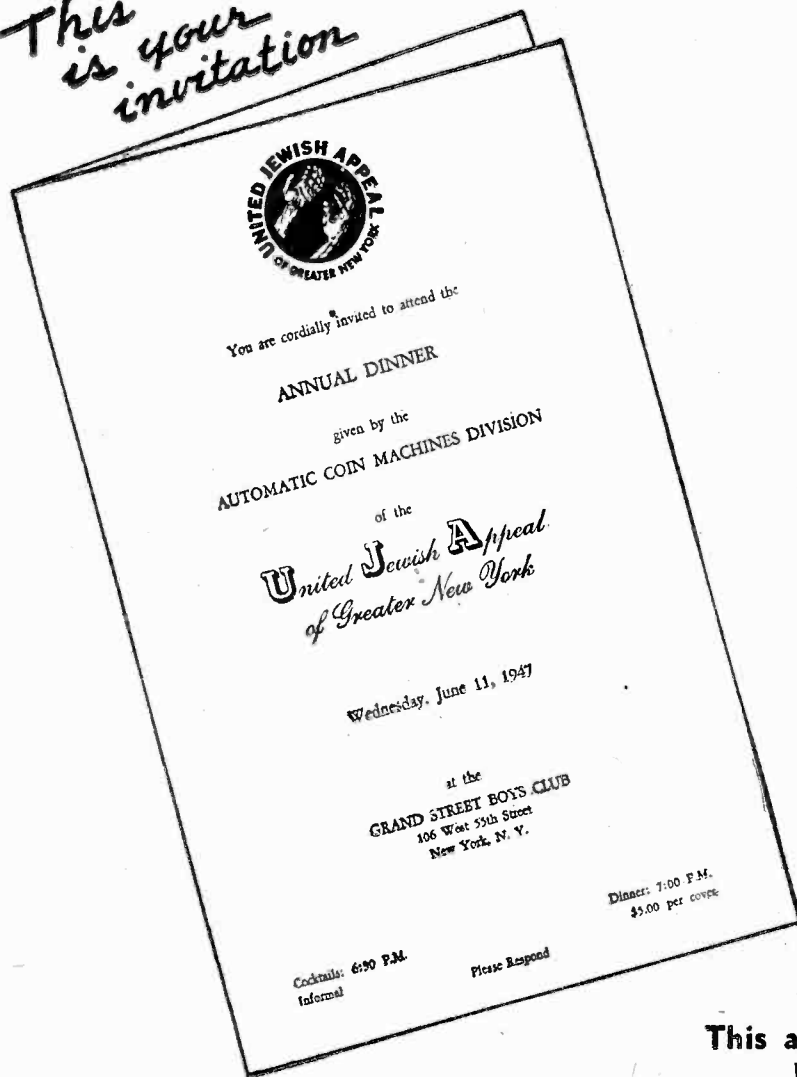 This
is your
invitation
UNITED JEWISH APPEAL
OF GREATER NEW YORK
You are cordially invited to attend the
ANNUAL DINNER
given by the
AUTOMATIC COIN MACHINES DIVISION
of the
United Jewish Appeal
of Greater New York
Wednesday, June 11, 1947
at the
GRAND STREET BOYS CLUB
106 West 55th Street
New York, N. Y.
Dinner: 7:00 P.M.
$5.00 per cover
Cocktails: 6:30 P.M.
Informal
Please Respond
This a